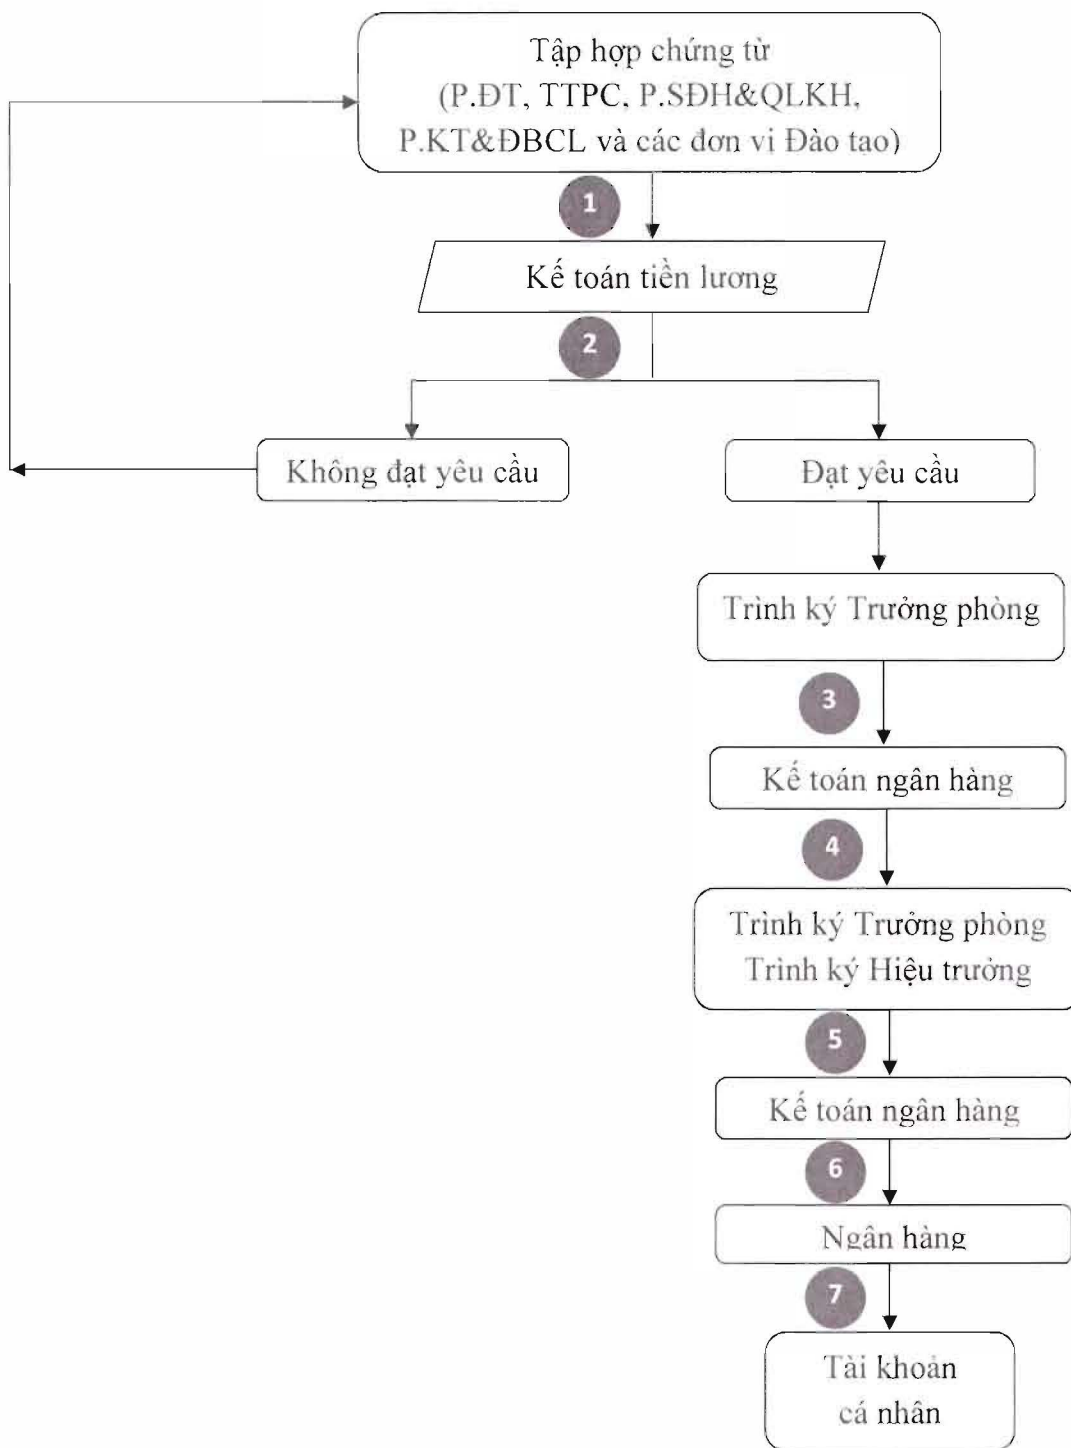 Tập hợp chứng từ
(P.ĐT, TTPC, P.SĐH&QLKH,
P.KT&ĐBCL và các đơn vị Đào tạo)
1
Kế toán tiền lương
2
Không đạt yêu cầu
Đạt yêu cầu
Trình ký Trưởng phòng
3
Kế toán ngân hàng
4
Trình ký Trưởng phòng
Trình ký Hiệu trưởng
5
Kế toán ngân hàng
6
Ngân hàng
7
Tài khoản
cá nhân